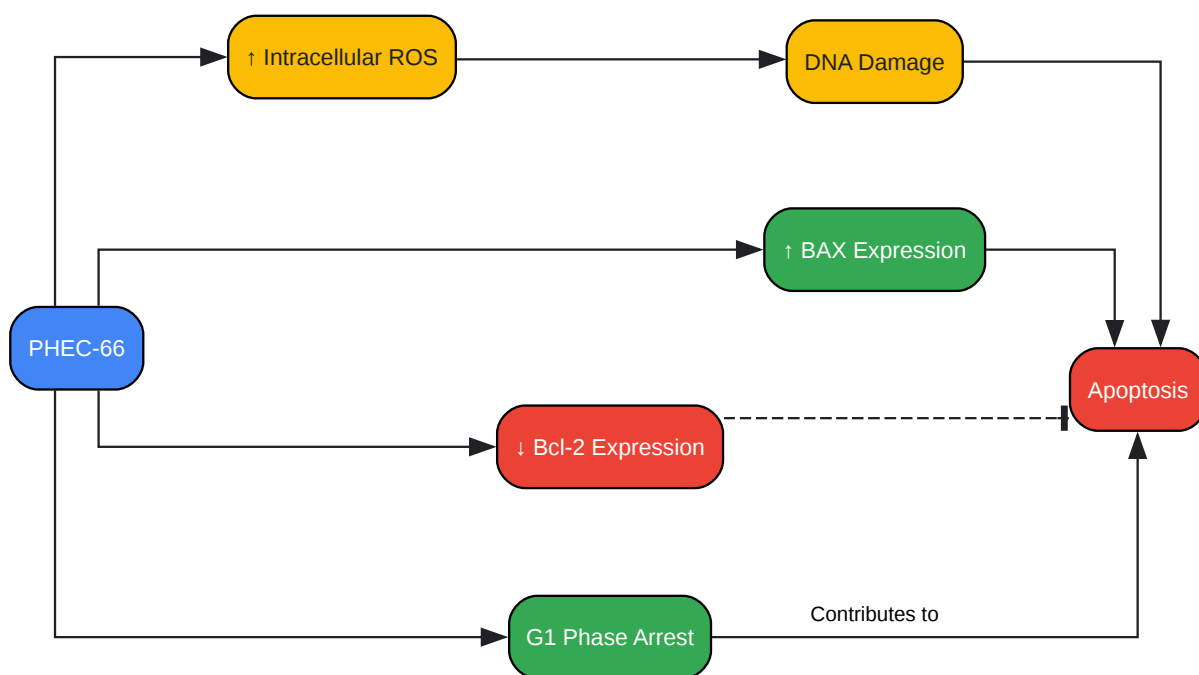 ↑ Intracellular ROS
DNA Damage
↑ BAX Expression
PHEC-66
Apoptosis
↓ Bcl-2 Expression
Contributes to
G1 Phase Arrest